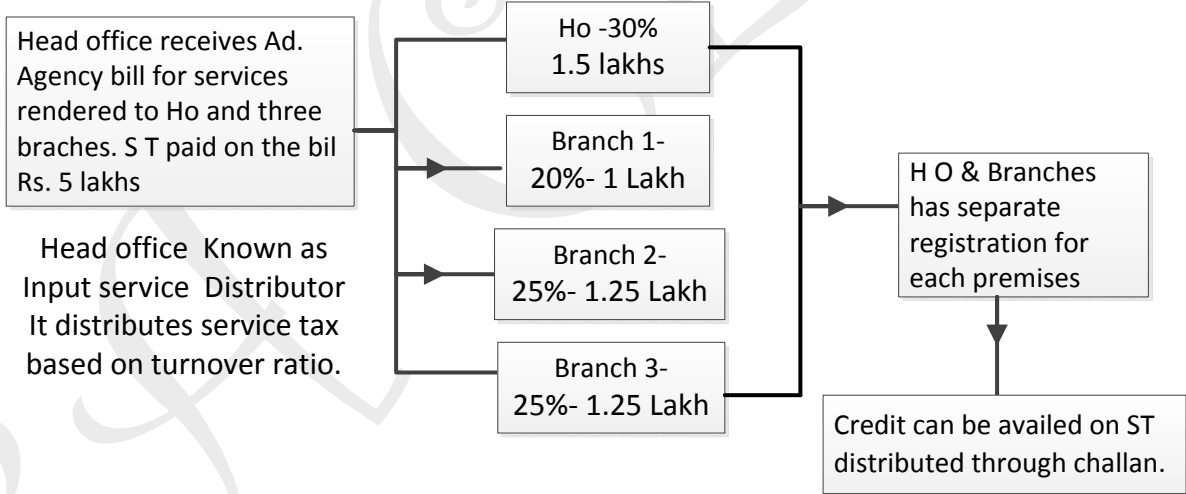 Head office receives Ad.
Agency bill for services
rendered to Ho and three
braches. S T paid on the bil
Rs. 5 lakhs
Head office  Known as
Input service  Distributor
It distributes service tax
based on turnover ratio.
Ho -30%
1.5 lakhs
Branch 1-
20%- 1 Lakh
Branch 2-
25%- 1.25 Lakh
Branch 3-
25%- 1.25 Lakh
H O & Branches
has separate
registration for
each premises
Credit can be availed on ST
distributed through challan.